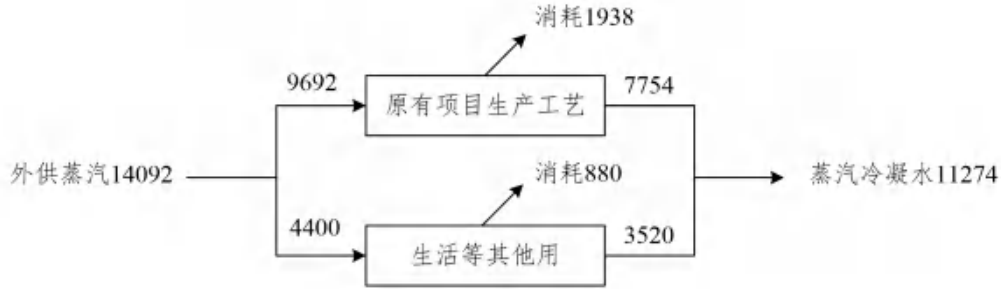 消耗1938
9692
原有项目生产工艺
7754
外供蒸汽14092
消耗880
蒸汽冷凝水11274
4400
生活等其他用
3520